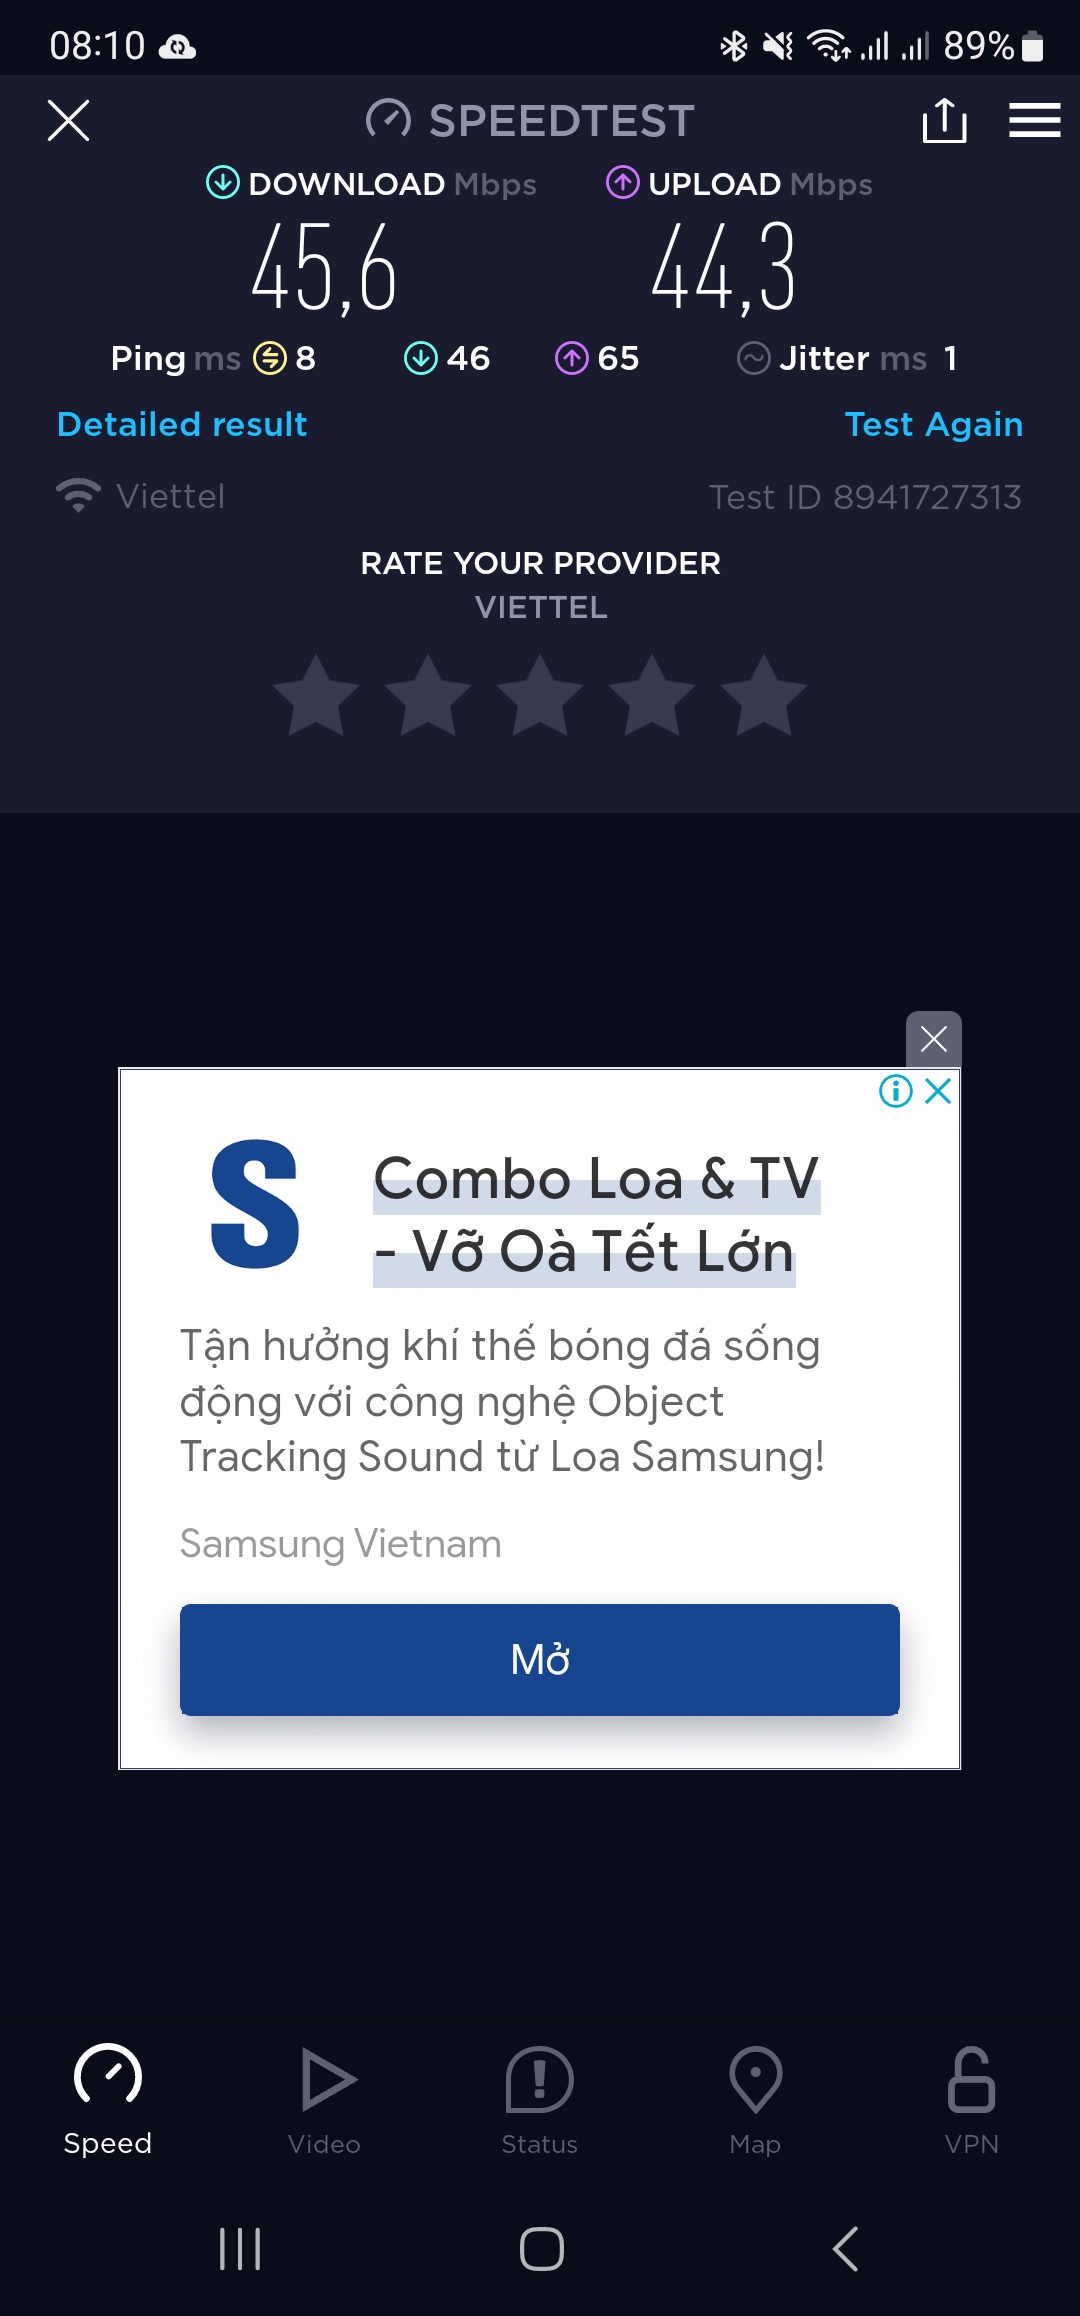 08:10 89%
SPEEDTEST
DOWNLOAD Mbps UPLOAD Mbps
45,6 44,3
Ping ms 8 46 65 Jitter ms 1
Detailed result Test Again
Viettel Test ID 8941727313
RATE YOUR PROVIDER
VIETTEL
S
Combo Loa & TV
- Vỡ Oà Tết Lớn
Tận hưởng khí thế bóng đá sống
động với công nghệ Object
Tracking Sound từ Loa Samsung!
Samsung Vietnam
Mở
Speed Video Status Map VPN